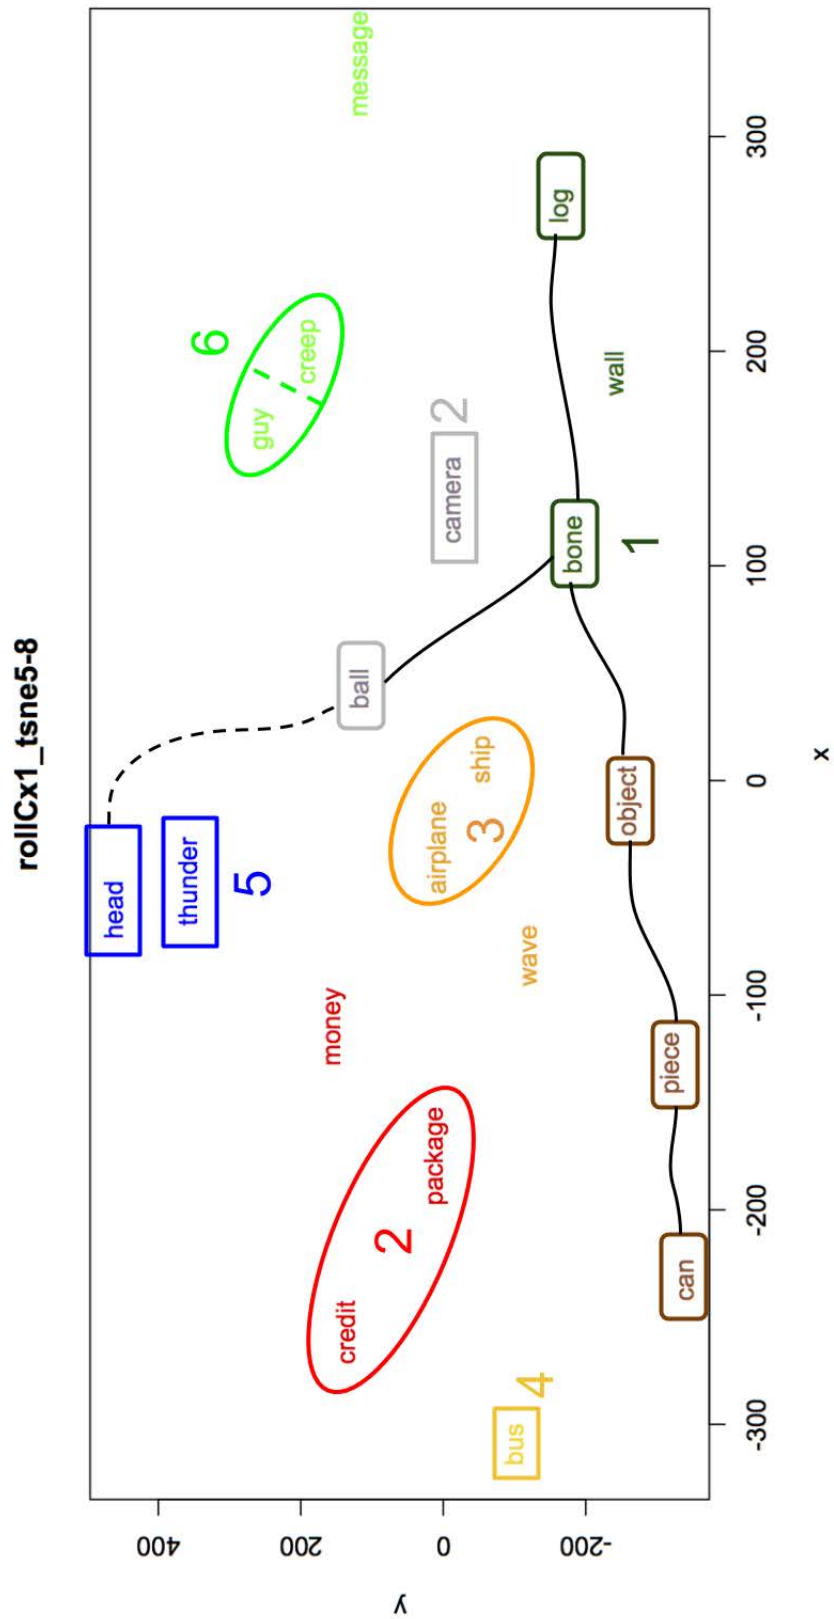 rollCx1_tsne5-8
head
thunder
5
ball
guy
creep
6
message
money
credit
2
package
airplane
3
ship
wave
camera
2
bus
4
can
piece
object
bone
1
wall
log
y
400
200
0
-200
-300
-200
-100
0
100
200
300
x